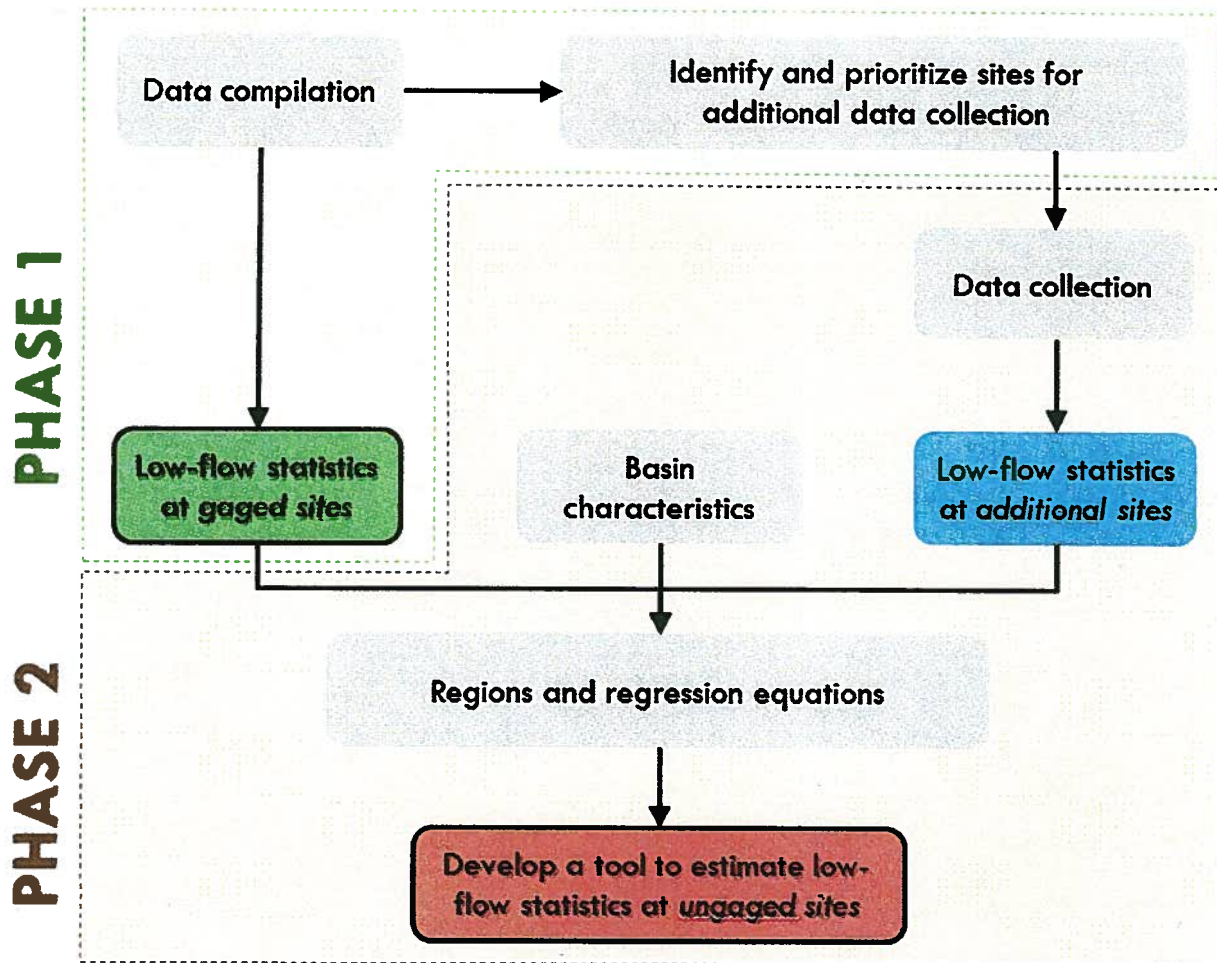 PHASE 1
Data compilation
Identify and prioritize sites for
additional data collection
Data collection
Low-flow statistics
at gaged sites
Basin
characteristics
Low-flow statistics
at additional sites
PHASE 2
Regions and regression equations
Develop a tool to estimate low-
flow statistics at ungaged sites